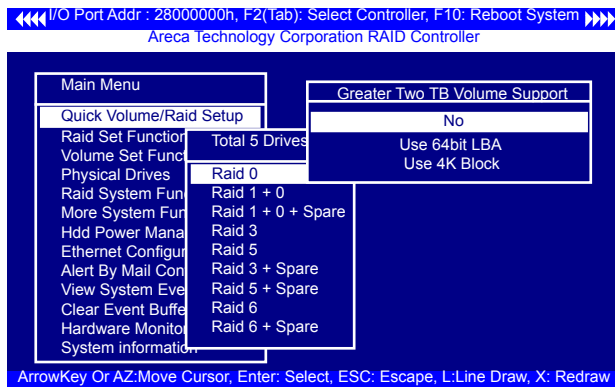 I/O Port Addr : 28000000h, F2(Tab): Select Controller, F10: Reboot System
Areca Technology Corporation RAID Controller
Main Menu
Quick Volume/Raid Setup
Raid Set Function
Volume Set Func
Physical Drives
Raid System Fun
More System Fun
Hdd Power Mana
Ethernet Configur
Alert By Mail Con
View System Eve
Clear Event Buffe
Hardware Monitor
System information
Total 5 Drives
Raid 0
Raid 1 + 0
Raid 1 + 0 + Spare
Raid 3
Raid 5
Raid 3 + Spare
Raid 5 + Spare
Raid 6
Raid 6 + Spare
Greater Two TB Volume Support
No
Use 64bit LBA
Use 4K Block
ArrowKey Or AZ:Move Cursor, Enter: Select, ESC: Escape, L:Line Draw, X: Redraw